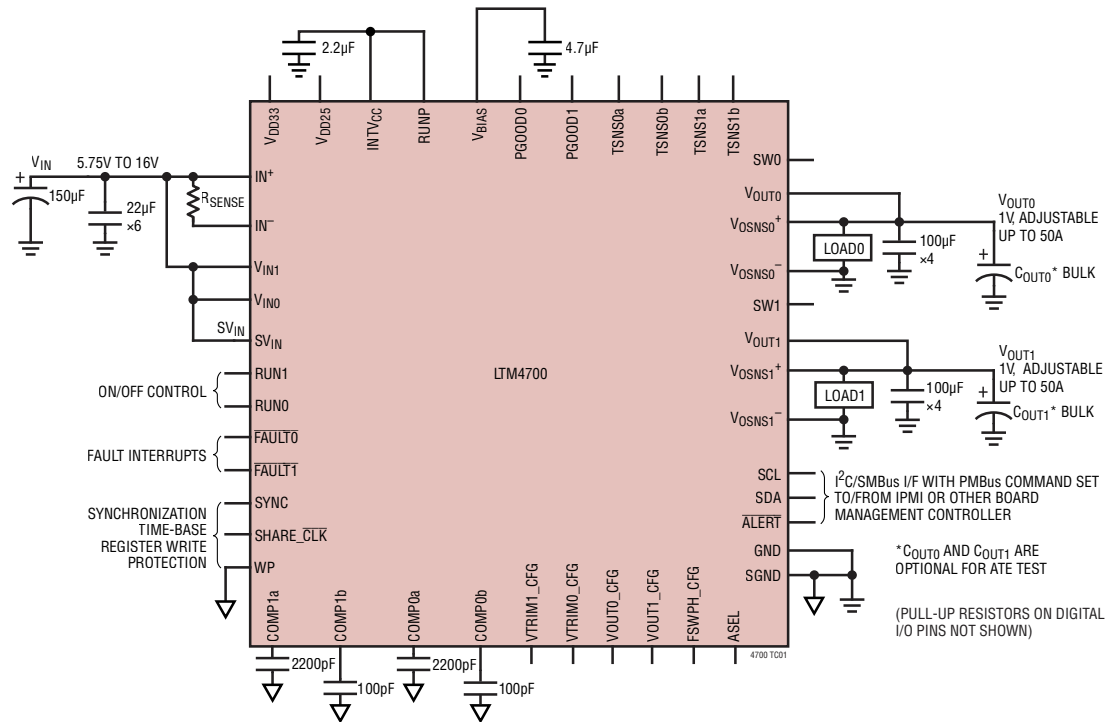 2.2µF
4.7µF
VDD33
VDD25
INTVCC
RUNP
VBIAS
PGOOD0
PGOOD1
TSNS0a
TSNS0b
TSNS1a
TSNS1b
VIN
5.75V TO 16V
+
150µF
22µF
×6
RSENSE
IN+
IN–
VIN1
VIN0
SVIN
SVIN
ON/OFF CONTROL
RUN1
RUN0
FAULT INTERRUPTS
FAULT0
FAULT1
SYNCHRONIZATION
TIME-BASE
REGISTER WRITE
PROTECTION
SYNC
SHARE_CLK
WP
LTM4700
SW0
VOUT0
VOSNS0+
VOSNS0–
LOAD0
100µF
×4
+
COUT0* BULK
VOUT0
1V, ADJUSTABLE
UP TO 50A
SW1
VOUT1
VOSNS1+
VOSNS1–
LOAD1
100µF
×4
+
COUT1* BULK
VOUT1
1V, ADJUSTABLE
UP TO 50A
SCL
SDA
ALERT
I2C/SMBus I/F WITH PMBus COMMAND SET
TO/FROM IPMI OR OTHER BOARD
MANAGEMENT CONTROLLER
GND
SGND
*COUT0 AND COUT1 ARE
OPTIONAL FOR ATE TEST
(PULL-UP RESISTORS ON DIGITAL
I/O PINS NOT SHOWN)
COMP1a
COMP1b
COMP0a
COMP0b
VTRIM1_CFG
VTRIM0_CFG
VOUT0_CFG
VOUT1_CFG
FSWPH_CFG
ASEL
4700 TC01
2200pF
100pF
2200pF
100pF